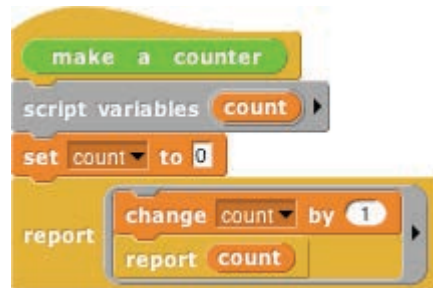 make a counter
script variables count
set count to 0
change count by 1
report
report count